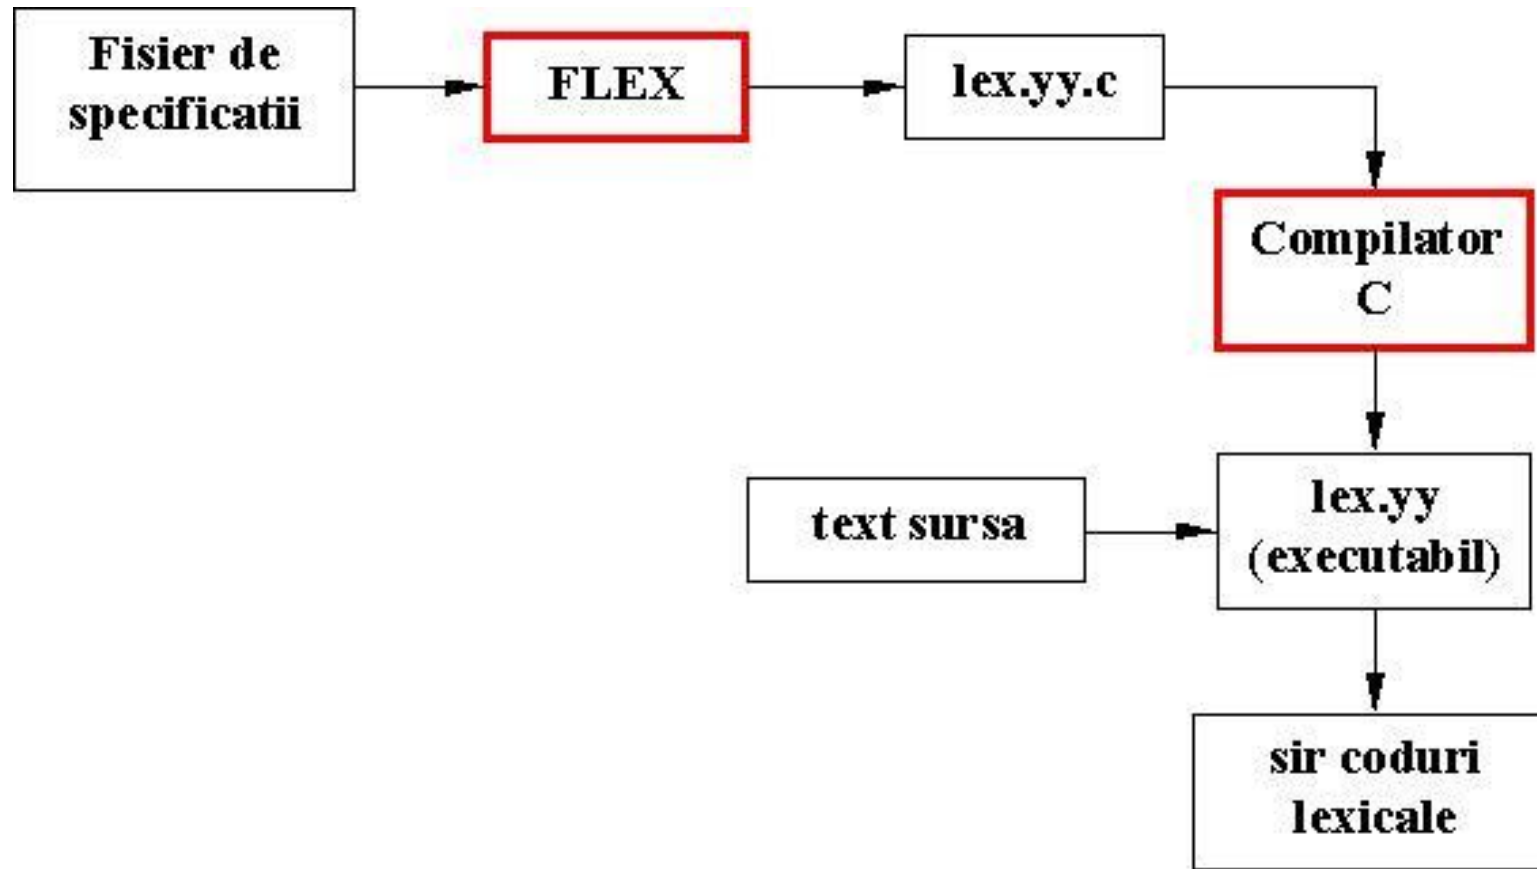 Fisier de
specificatii
FLEX
lex.yy.c
Compilator
C
text sursa
lex.yy
(executabil)
sir coduri
lexicale